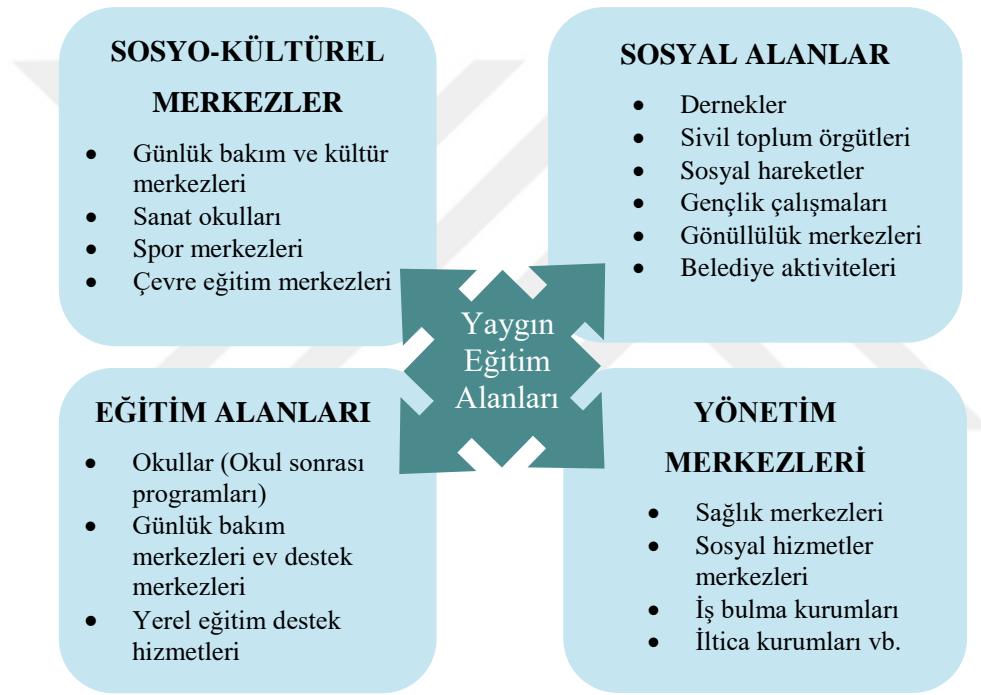 SOSYO-KÜLTÜREL
MERKEZLER
• Günlük bakım ve kültür
merkezleri
• Sanat okulları
• Spor merkezleri
• Çevre eğitim merkezleri
SOSYAL ALANLAR
• Dernekler
• Sivil toplum örgütleri
• Sosyal hareketler
• Gençlik çalışmaları
• Gönüllülük merkezleri
• Belediye aktiviteleri
Yaygın
Eğitim
Alanları
EĞİTİM ALANLARI
• Okullar (Okul sonrası
programları)
• Günlük bakım
merkezleri ev destek
merkezleri
• Yerel eğitim destek
hizmetleri
YÖNETİM
MERKEZLERİ
• Sağlık merkezleri
• Sosyal hizmetler
merkezleri
• İş bulma kurumları
• İltica kurumları vb.